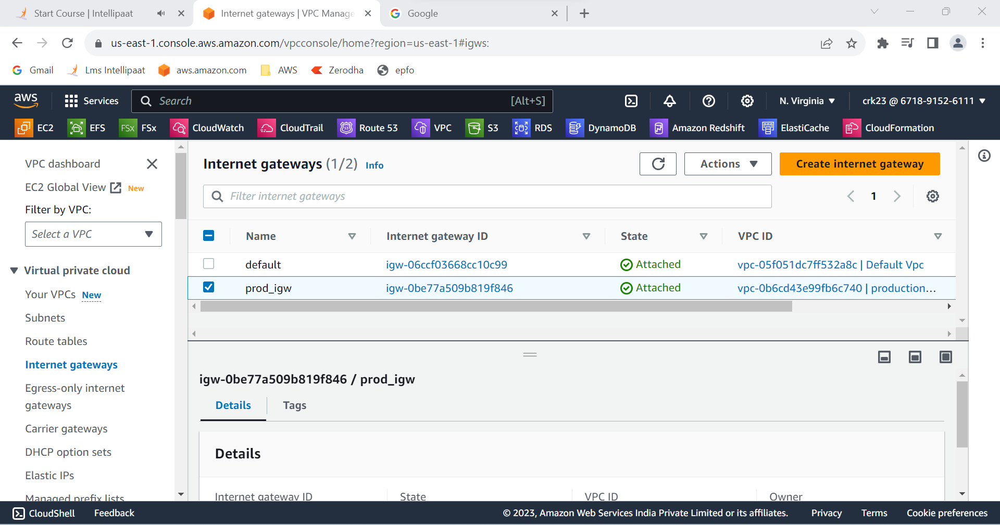 Start Course | Intellipaat
Internet gateways | VPC Manage
Google
us-east-1.console.aws.amazon.com/vpcconsole/home?region=us-east-1#igws:
Gmail Lms Intellipaat aws.amazon.com AWS Zerodha epfo
aws Services Search [Alt+S] N. Virginia crk23 @ 6718-9152-6111
EC2 EFS FSx FSx CloudWatch CloudTrail 53 Route 53 VPC S3 RDS DynamoDB Amazon Redshift ElastiCache CloudFormation
VPC dashboard
EC2 Global View New
Filter by VPC:
Select a VPC
Virtual private cloud
Your VPCs New
Subnets
Route tables
Internet gateways
Egress-only internet
gateways
Carrier gateways
DHCP option sets
Elastic IPs
Managed prefix lists
Internet gateways (1/2) Info
Actions
Create internet gateway
Filter internet gateways
1
Name Internet gateway ID State VPC ID
default igw-06ccf03668cc10c99 Attached vpc-05f051dc7ff532a8c | Default Vpc
prod_igw igw-0be77a509b819f846 Attached vpc-0b6cd43e99fb6c740 | production...
igw-0be77a509b819f846 / prod_igw
Details Tags
Details
Internet gateway ID State VPC ID Owner
CloudShell Feedback © 2023, Amazon Web Services India Private Limited or its affiliates. Privacy Terms Cookie preferences